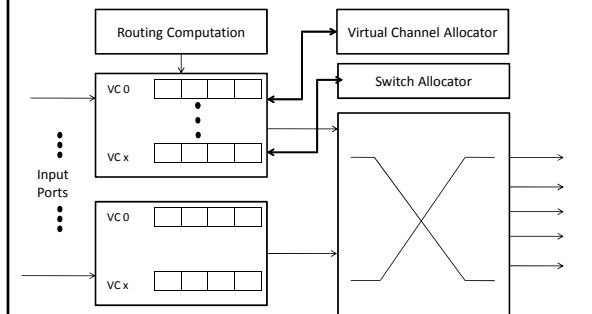 Routing Computation
Virtual Channel Allocator
Switch Allocator
VC 0
VC x
Input
Ports
VC 0
VC x